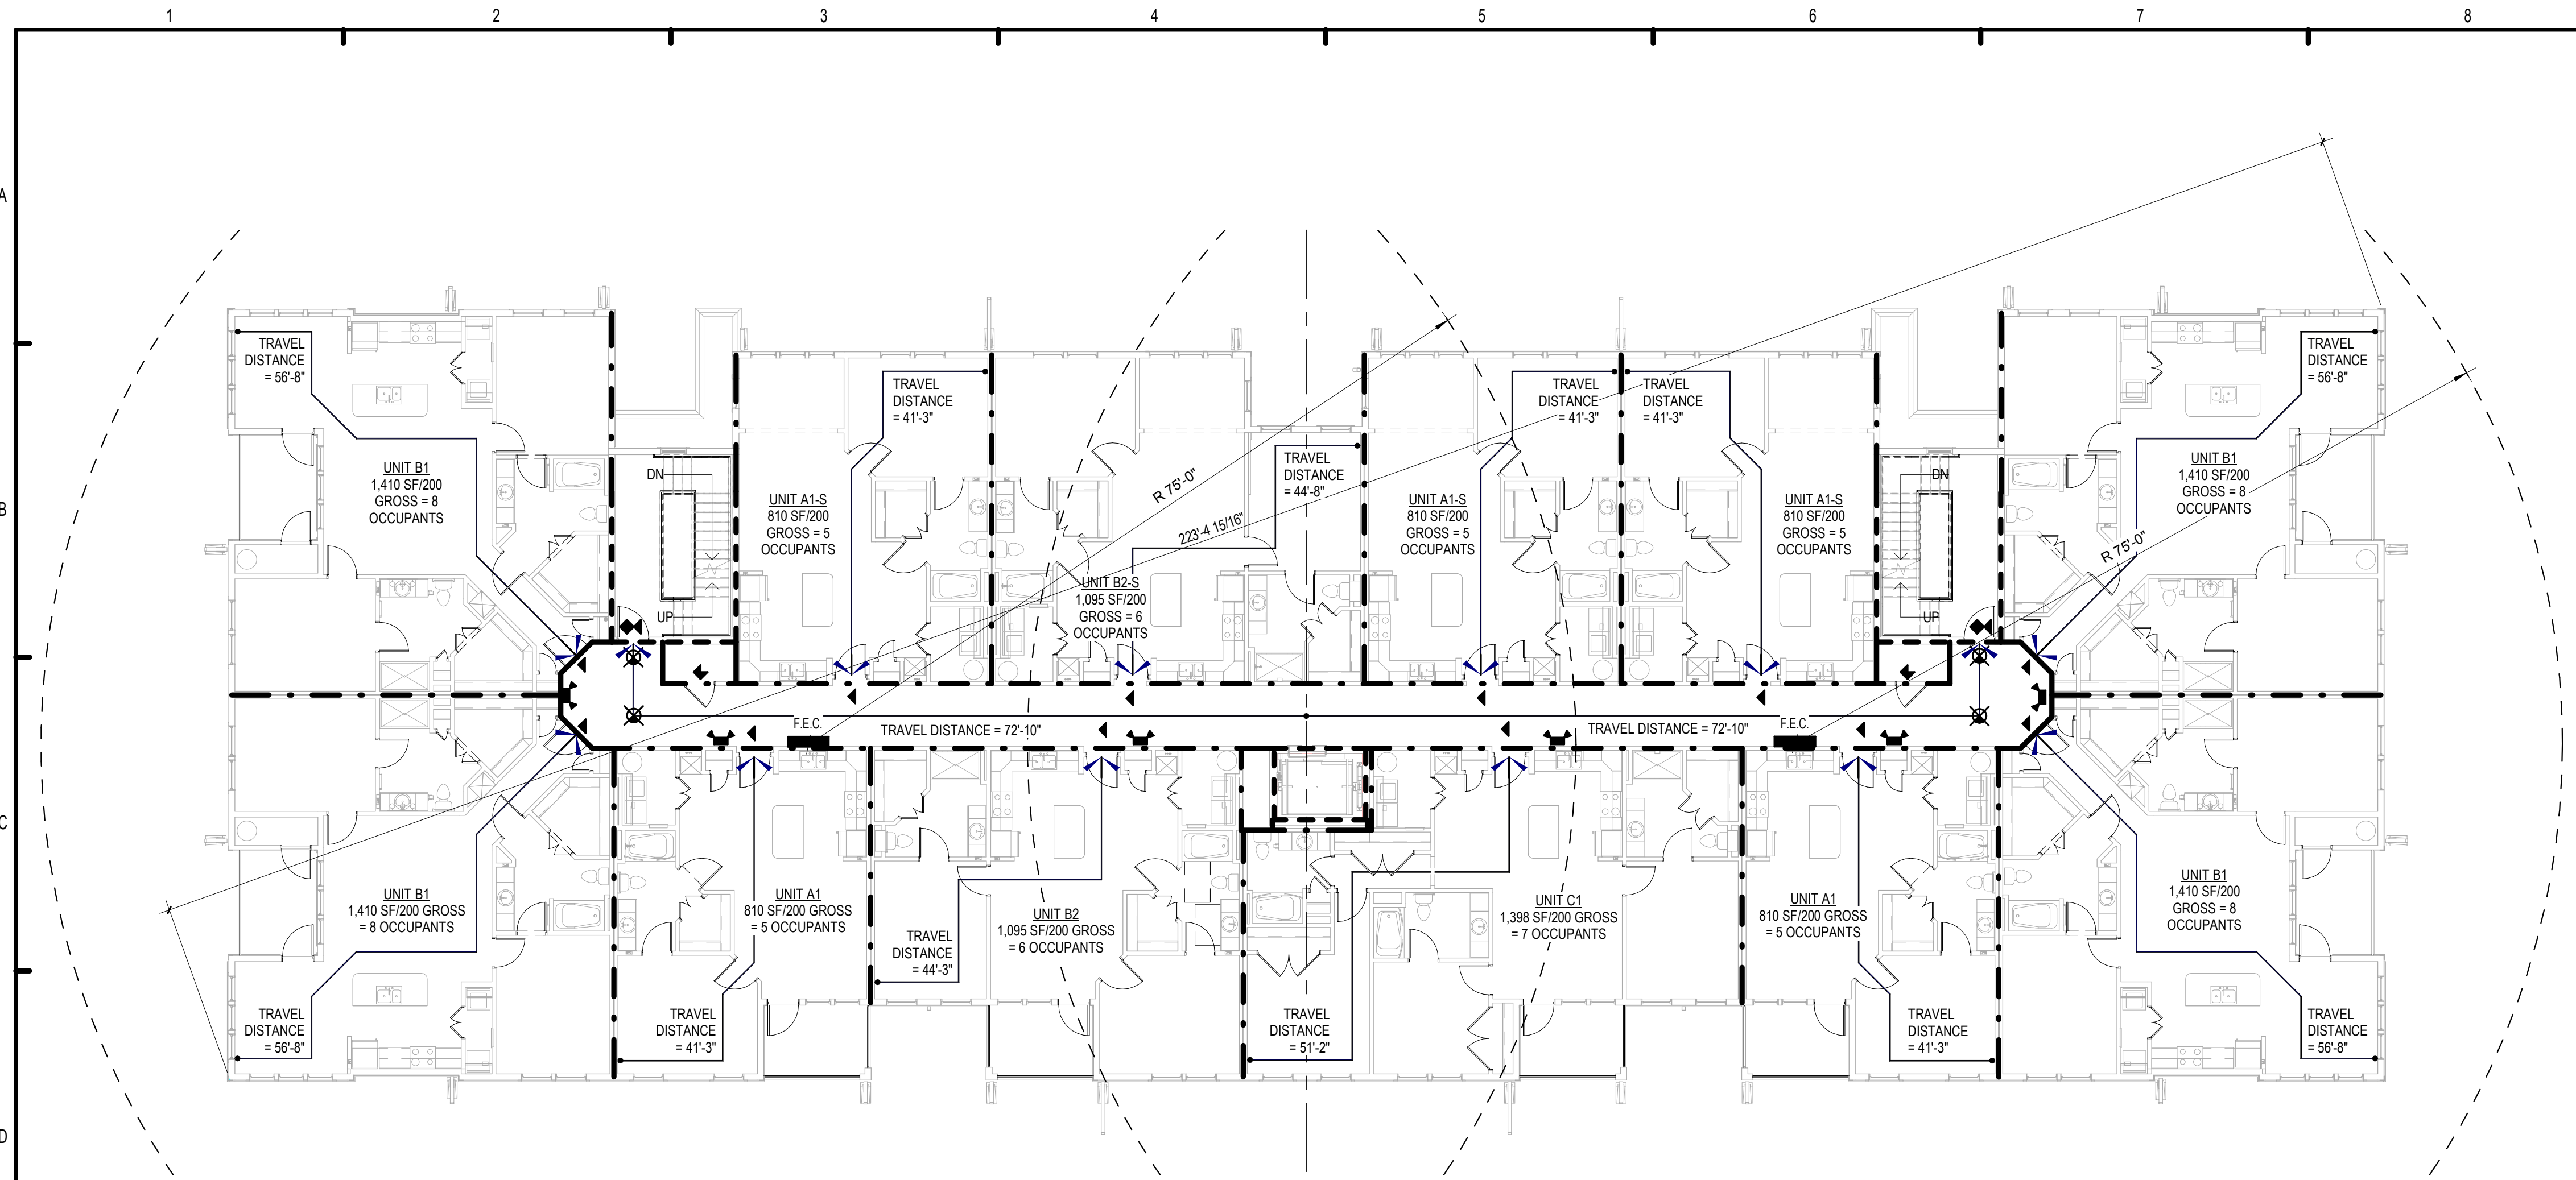 1 2 3 4 5 6 7 8
A
B
C
D
TRAVEL
DISTANCE
= 56'-8"
UNIT B1
1,410 SF/200
GROSS = 8
OCCUPANTS
DN
UP
UNIT A1-S
810 SF/200
GROSS = 5
OCCUPANTS
TRAVEL
DISTANCE
= 41'-3"
UNIT B2-S
1,095 SF/200
GROSS = 6
OCCUPANTS
R 75'-0"
223'-4 15/16"
TRAVEL
DISTANCE
= 44'-8"
UNIT A1-S
810 SF/200
GROSS = 5
OCCUPANTS
TRAVEL
DISTANCE
= 41'-3"
TRAVEL
DISTANCE
= 41'-3"
UNIT A1-S
810 SF/200
GROSS = 5
OCCUPANTS
DN
UP
TRAVEL
DISTANCE
= 56'-8"
UNIT B1
1,410 SF/200
GROSS = 8
OCCUPANTS
R 75'-0"
F.E.C.
TRAVEL DISTANCE = 72'-10"
TRAVEL DISTANCE = 72'-10"
F.E.C.
UNIT B1
1,410 SF/200 GROSS
= 8 OCCUPANTS
TRAVEL
DISTANCE
= 56'-8"
UNIT A1
810 SF/200 GROSS
= 5 OCCUPANTS
TRAVEL
DISTANCE
= 41'-3"
TRAVEL
DISTANCE
= 44'-3"
UNIT B2
1,095 SF/200 GROSS
= 6 OCCUPANTS
TRAVEL
DISTANCE
= 51'-2"
UNIT C1
1,398 SF/200 GROSS
= 7 OCCUPANTS
UNIT A1
810 SF/200 GROSS
= 5 OCCUPANTS
TRAVEL
DISTANCE
= 41'-3"
UNIT B1
1,410 SF/200
GROSS = 8
OCCUPANTS
TRAVEL
DISTANCE
= 56'-8"